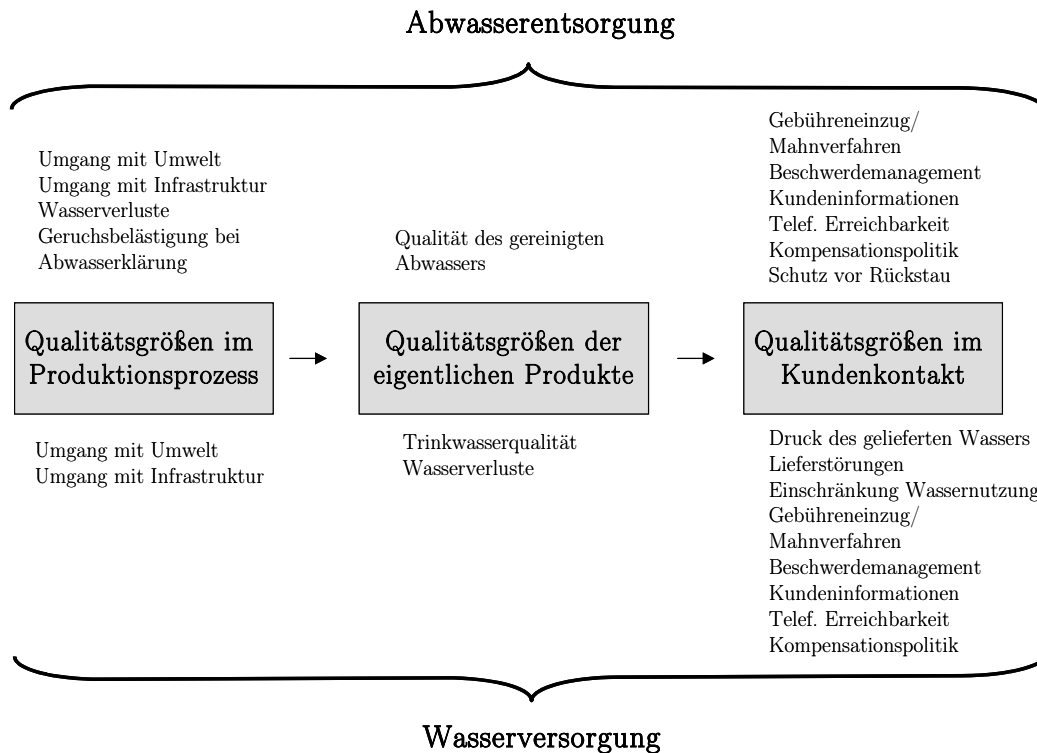 Abwasserentsorgung
Umgang mit Umwelt
Umgang mit Infrastruktur
Wasserverluste
Geruchsbelästigung bei
Abwasserklärung
Qualität des gereinigten
Abwassers
Gebühreneinzug/
Mahnverfahren
Beschwerdemanagement
Kundeninformationen
Telef. Erreichbarkeit
Kompensationspolitik
Schutz vor Rückstau
Qualitätsgrößen im
Produktionsprozess
Qualitätsgrößen der
eigentlichen Produkte
Qualitätsgrößen im
Kundenkontakt
Umgang mit Umwelt
Umgang mit Infrastruktur
Trinkwasserqualität
Wasserverluste
Druck des gelieferten Wassers
Lieferstörungen
Einschränkung Wassernutzung
Gebühreneinzug/
Mahnverfahren
Beschwerdemanagement
Kundeninformationen
Telef. Erreichbarkeit
Kompensationspolitik
Wasserversorgung